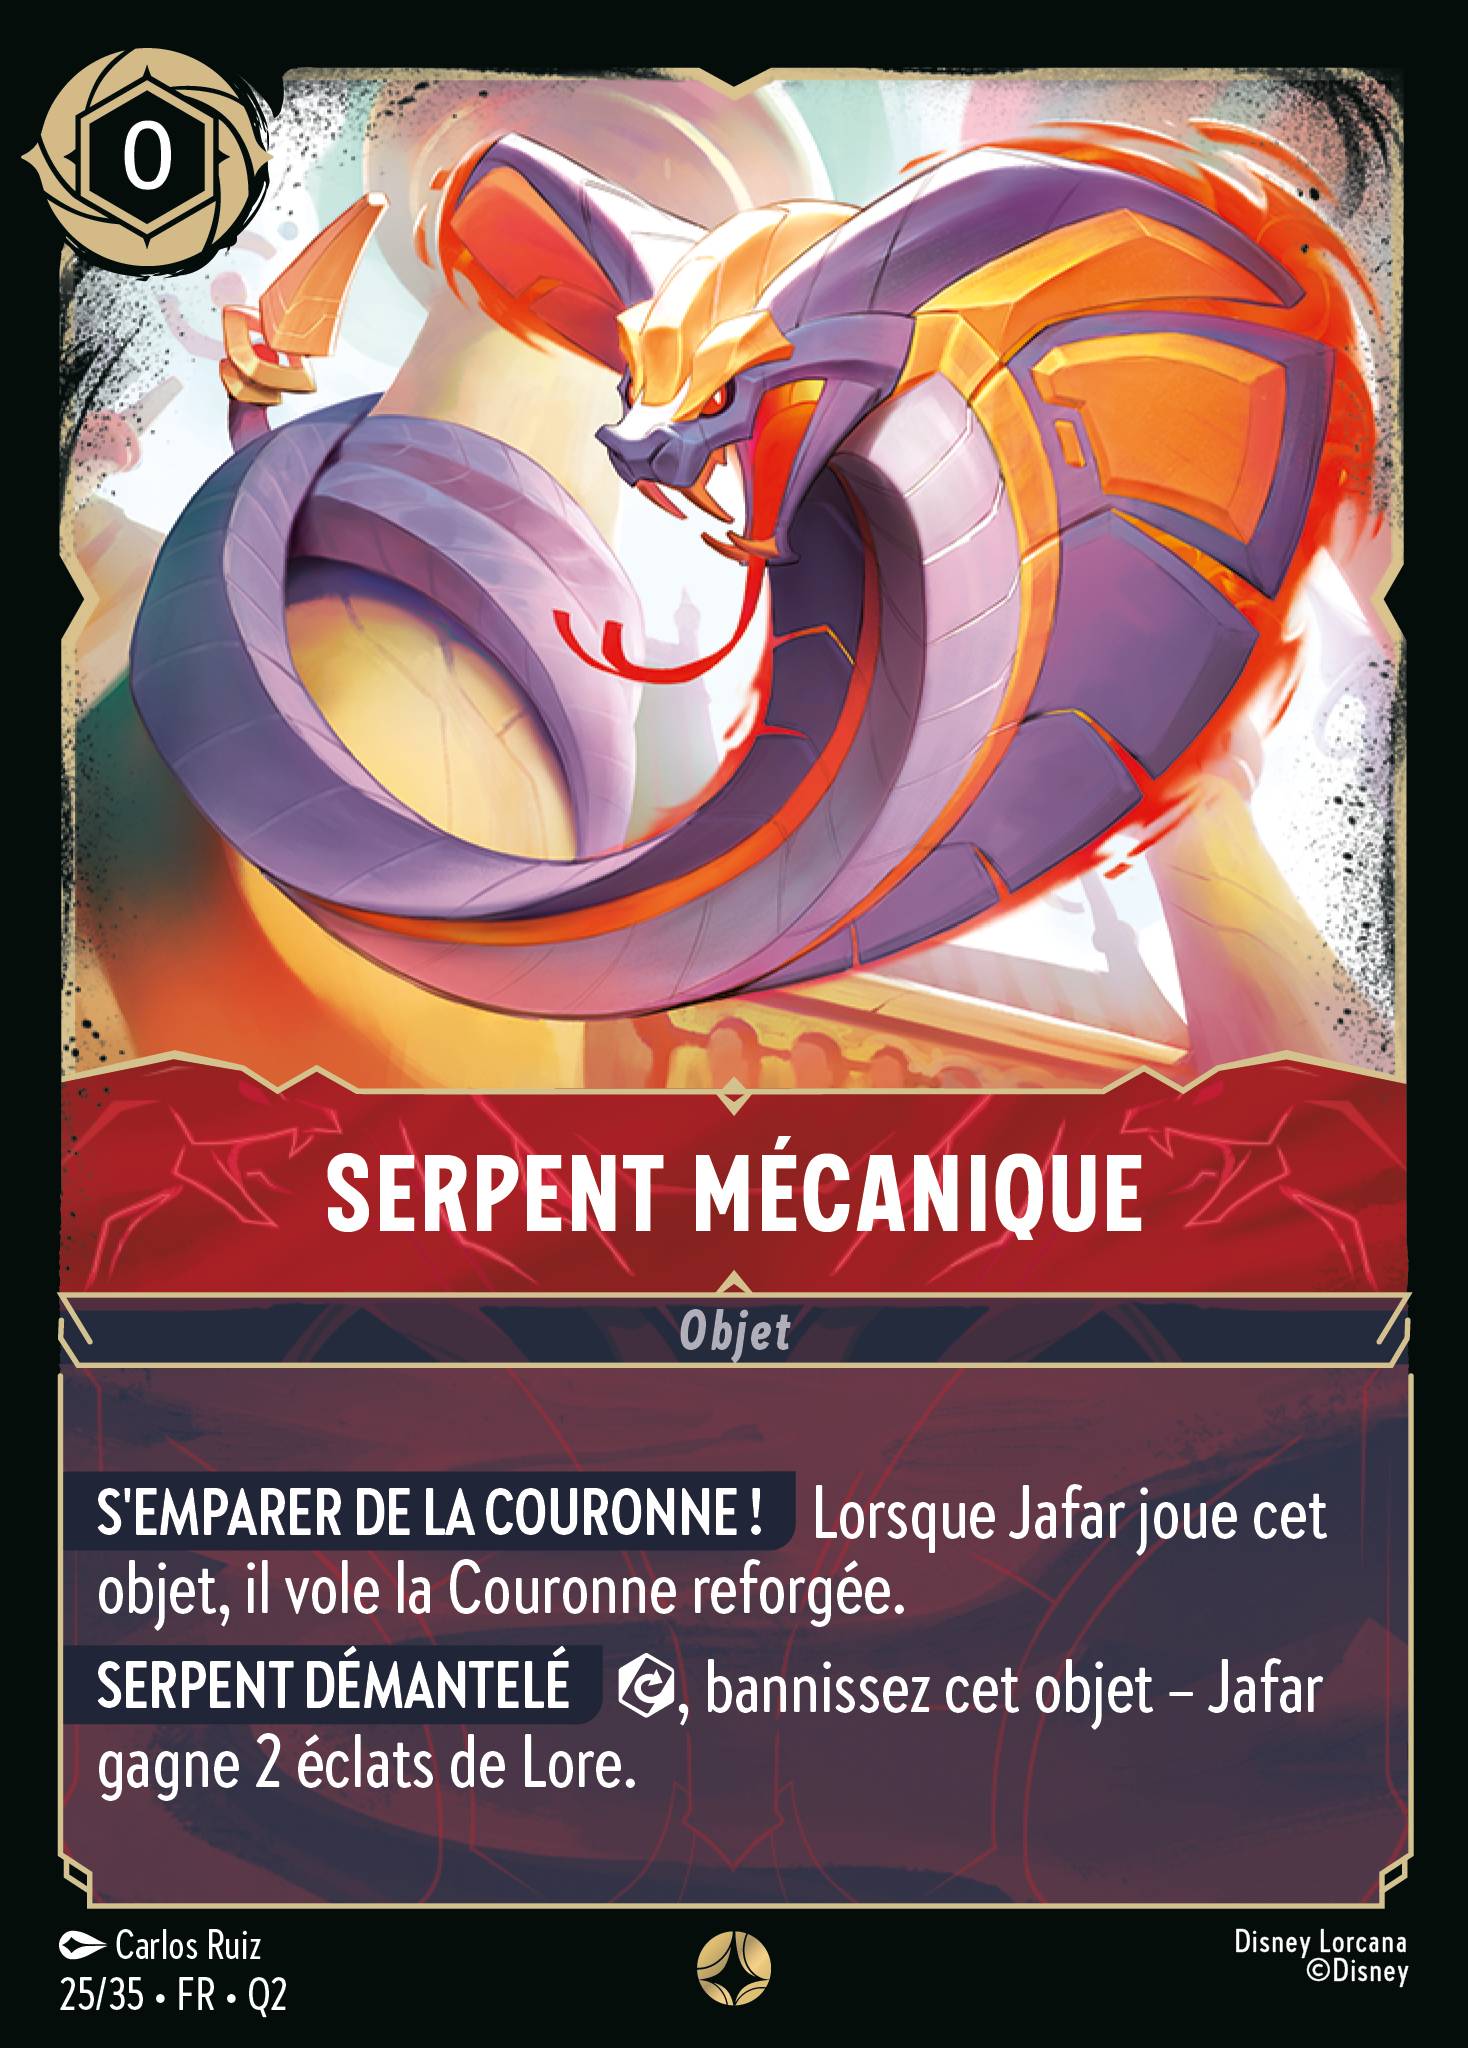 0
SERPENT MÉCANIQUE
Objet
S'EMPARER DE LA COURONNE ! Lorsque Jafar joue cet
objet, il vole la Couronne reforgée.
SERPENT DÉMANTELÉ , bannissez cet objet – Jafar
gagne 2 éclats de Lore.
Carlos Ruiz
25/35 • FR • Q2
Disney Lorcana
©Disney